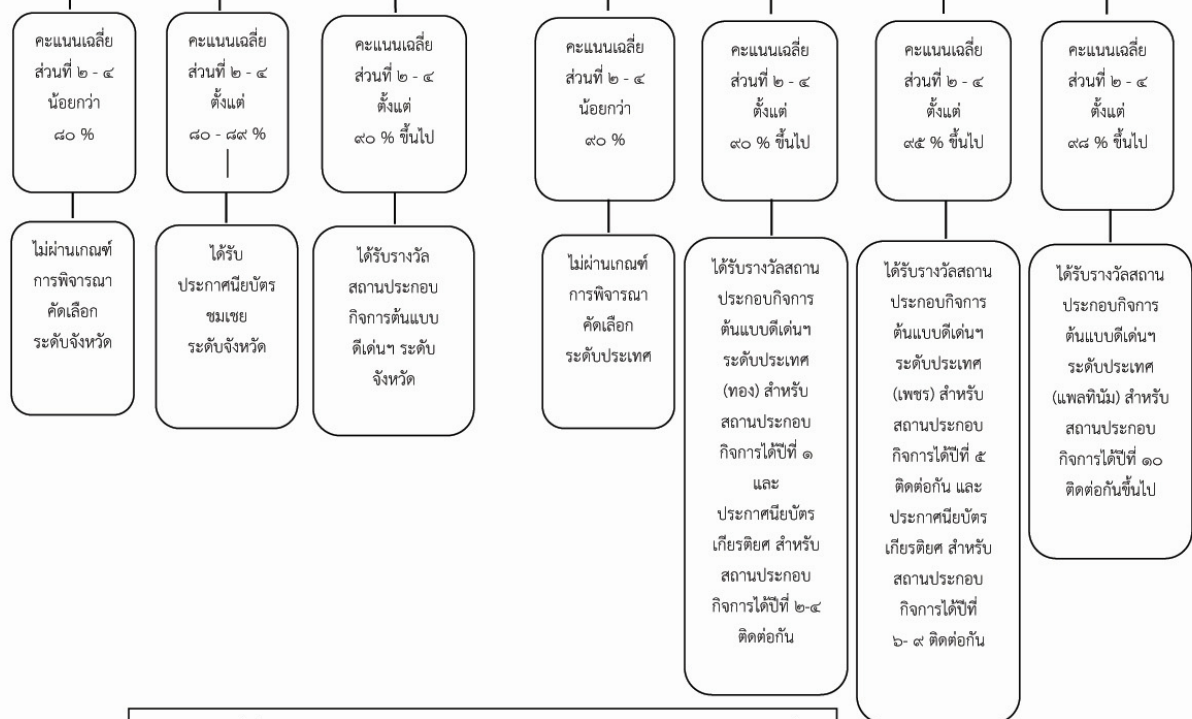 คะแนนเฉลี่ย
ส่วนที่ ๒ - ๔
น้อยกว่า
๘๐ %
คะแนนเฉลี่ย
ส่วนที่ ๒ - ๔
ตั้งแต่
๘๐ - ๘๙ %
คะแนนเฉลี่ย
ส่วนที่ ๒ - ๔
ตั้งแต่
๙๐ % ขึ้นไป
คะแนนเฉลี่ย
ส่วนที่ ๒ - ๔
น้อยกว่า
๙๐ %
คะแนนเฉลี่ย
ส่วนที่ ๒ - ๔
ตั้งแต่
๙๐ % ขึ้นไป
คะแนนเฉลี่ย
ส่วนที่ ๒ - ๔
ตั้งแต่
๙๕ % ขึ้นไป
คะแนนเฉลี่ย
ส่วนที่ ๒ - ๔
ตั้งแต่
๙๘ % ขึ้นไป
ไม่ผ่านเกณฑ์
การพิจารณา
คัดเลือก
ระดับจังหวัด
ได้รับ
ประกาศนียบัตร
ชมเชย
ระดับจังหวัด
ได้รับรางวัล
สถานประกอบ
กิจการต้นแบบ
ดีเด่นฯ ระดับ
จังหวัด
ไม่ผ่านเกณฑ์
การพิจารณา
คัดเลือก
ระดับประเทศ
ได้รับรางวัลสถาน
ประกอบกิจการ
ต้นแบบดีเด่นฯ
ระดับประเทศ
(ทอง) สำหรับ
สถานประกอบ
กิจการได้ปีที่ ๑
และ
ประกาศนียบัตร
เกียรติยศ สำหรับ
สถานประกอบ
กิจการได้ปีที่ ๒-๔
ติดต่อกัน
ได้รับรางวัลสถาน
ประกอบกิจการ
ต้นแบบดีเด่นฯ
ระดับประเทศ
(เพชร) สำหรับ
สถานประกอบ
กิจการได้ปีที่ ๕
ติดต่อกัน และ
ประกาศนียบัตร
เกียรติยศ สำหรับ
สถานประกอบ
กิจการได้ปีที่
๖- ๙ ติดต่อกัน
ได้รับรางวัลสถาน
ประกอบกิจการ
ต้นแบบดีเด่นฯ
ระดับประเทศ
(แพลทินัม) สำหรับ
สถานประกอบ
กิจการได้ปีที่ ๑๐
ติดต่อกันขึ้นไป